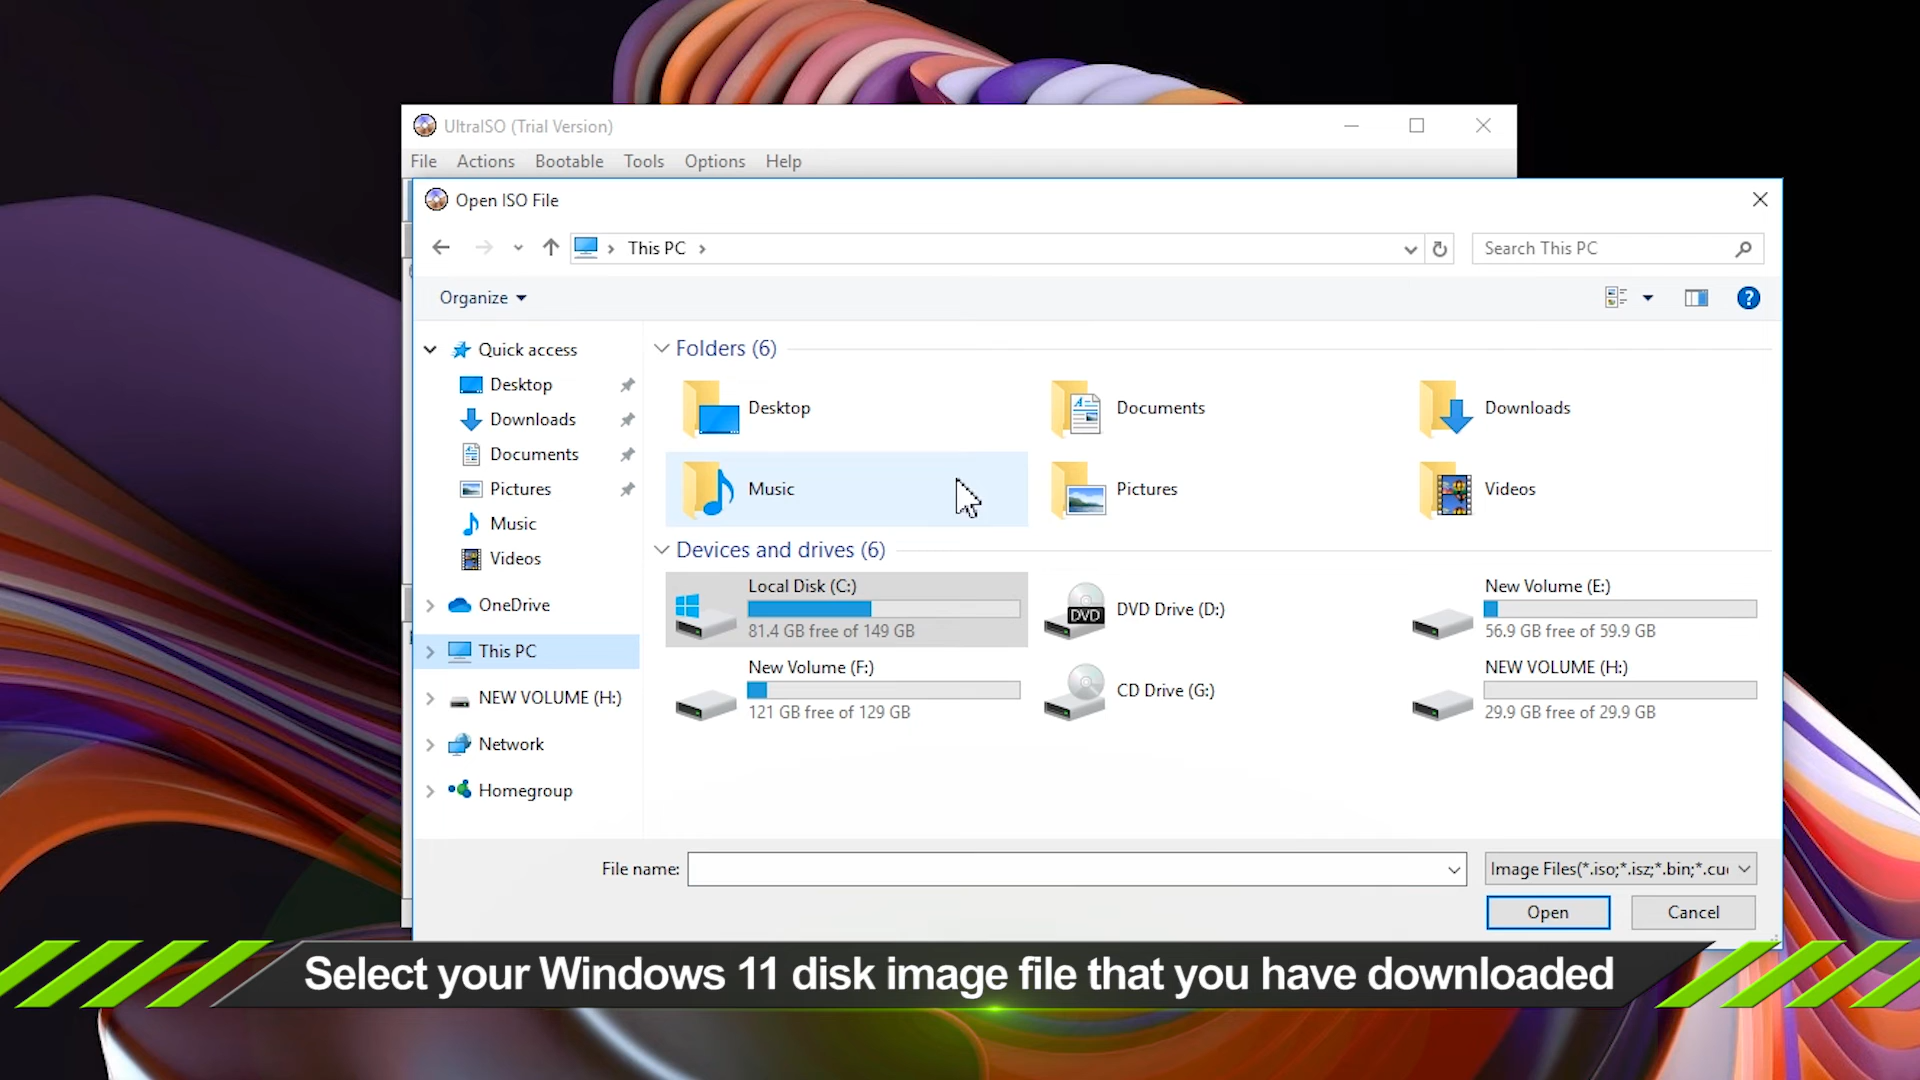 UltraISO (Trial Version)
File Actions Bootable Tools Options Help
Open ISO File
This PC
Search This PC
Organize
Quick access
Desktop
Downloads
Documents
Pictures
Music
Videos
OneDrive
This PC
NEW VOLUME (H:)
Network
Homegroup
Folders (6)
Desktop
Documents
Downloads
Music
Pictures
Videos
Devices and drives (6)
Local Disk (C:)
81.4 GB free of 149 GB
DVD
DVD Drive (D:)
New Volume (E:)
56.9 GB free of 59.9 GB
New Volume (F:)
121 GB free of 129 GB
CD Drive (G:)
NEW VOLUME (H:)
29.9 GB free of 29.9 GB
File name:
Image Files(*.iso;*.isz;*.bin;*.cu
Open
Cancel
Select your Windows 11 disk image file that you have downloaded